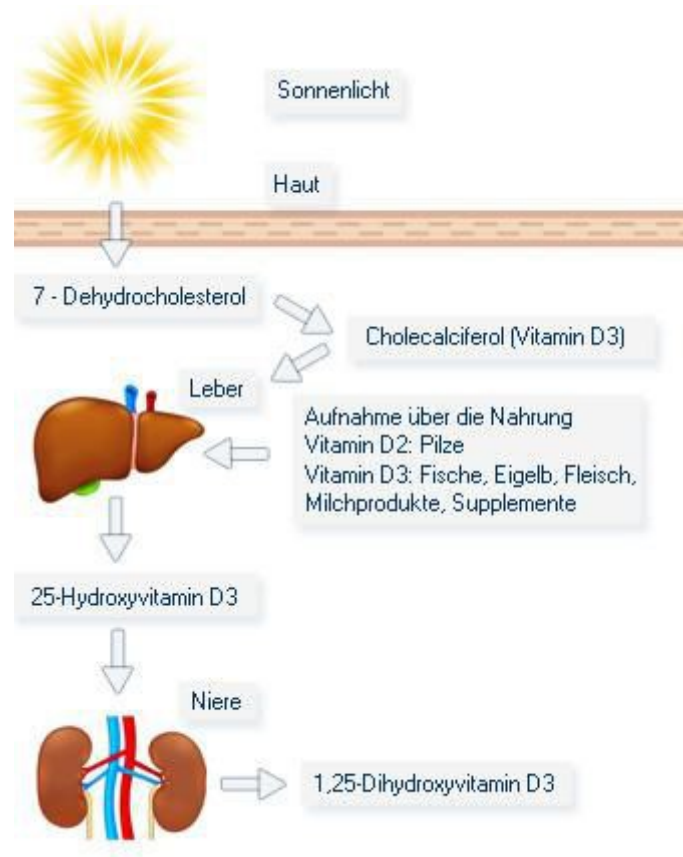 Sonnenlicht
Haut
7 - Dehydrocholesterol
Cholecalciferol (Vitamin D3)
Leber
Aufnahme über die Nahrung
Vitamin D2: Pilze
Vitamin D3: Fische, Eigelb, Fleisch,
Milchprodukte, Supplemente
25-Hydroxyvitamin D3
Niere
1,25-Dihydroxyvitamin D3